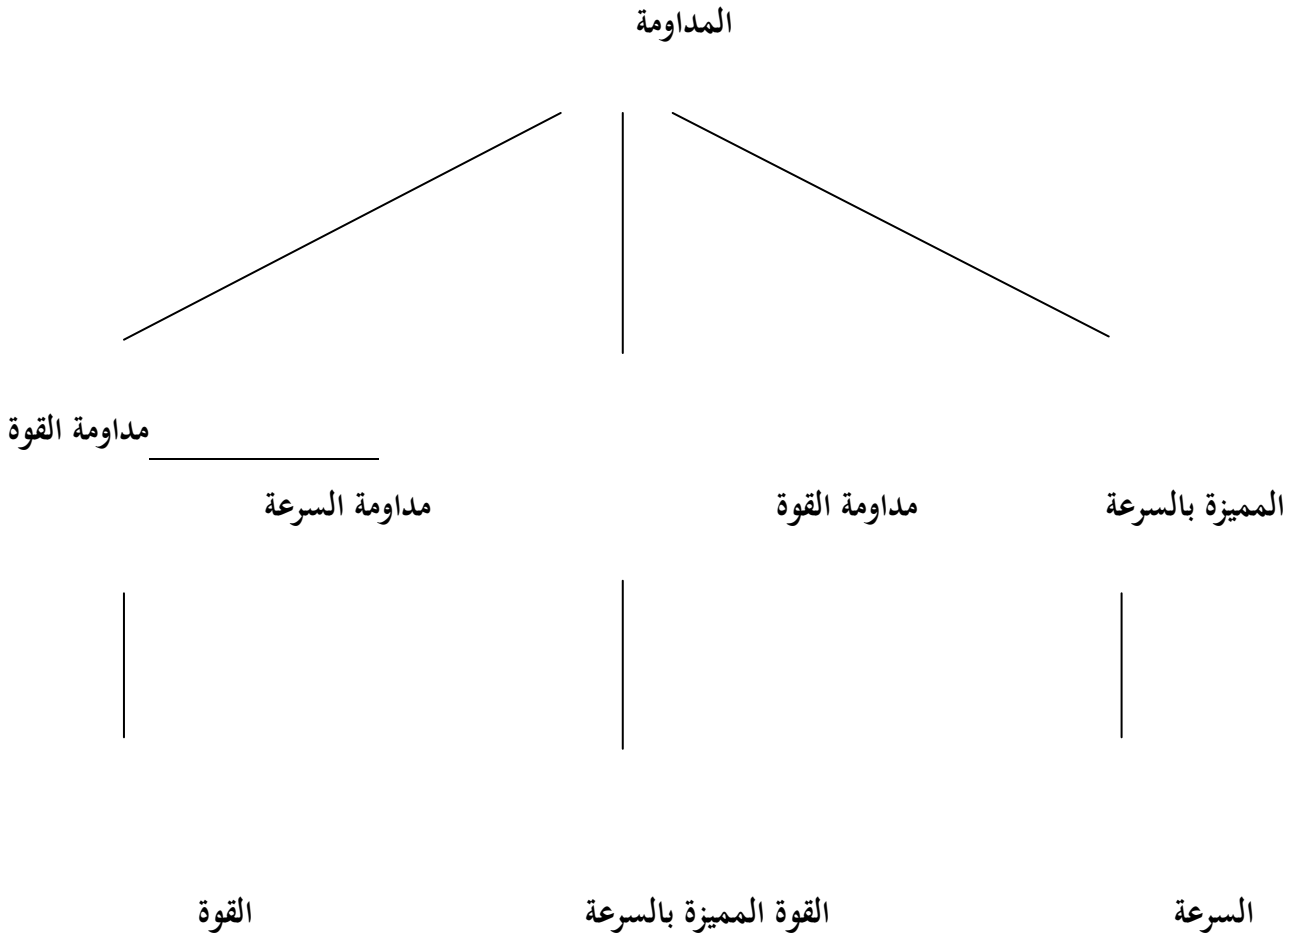 المداومة
مداومة القوة
المميزة بالسرعة مداومة القوة مداومة السرعة
السرعة القوة المميزة بالسرعة القوة